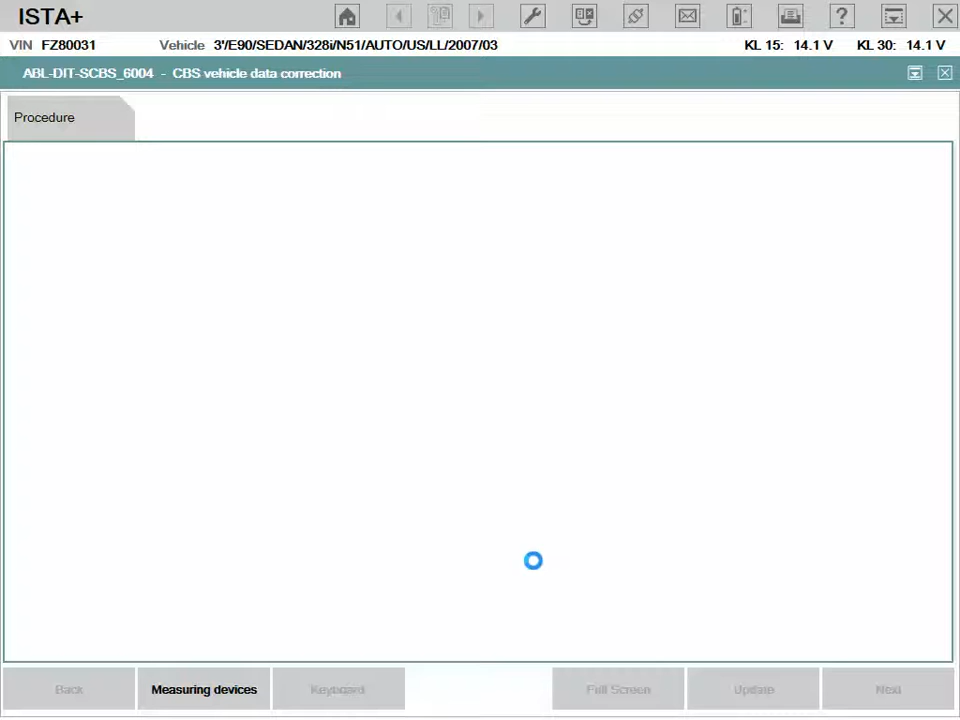 ISTA+
VIN FZ80031 Vehicle 3'/E90/SEDAN/328i/N51/AUTO/US/LL/2007/03 KL 15: 14.1 V KL 30: 14.1 V
ABL-DIT-SCBS_6004 - CBS vehicle data correction
Procedure
Back Measuring devices Keyboard Full Screen Update Next